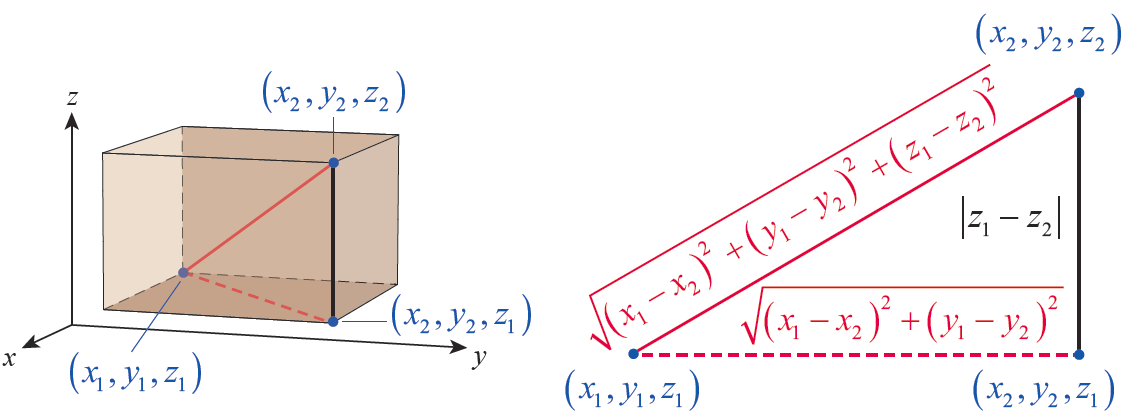 z
(x₂, y₂, z₂)
(x₂, y₂, z₁)
x
y
(x₁, y₁, z₁)
(x₂, y₂, z₂)
√((x₁ − x₂)² + (y₁ − y₂)² + (z₁ − z₂)²)
|z₁ − z₂|
√((x₁ − x₂)² + (y₁ − y₂)²)
(x₁, y₁, z₁)
(x₂, y₂, z₁)